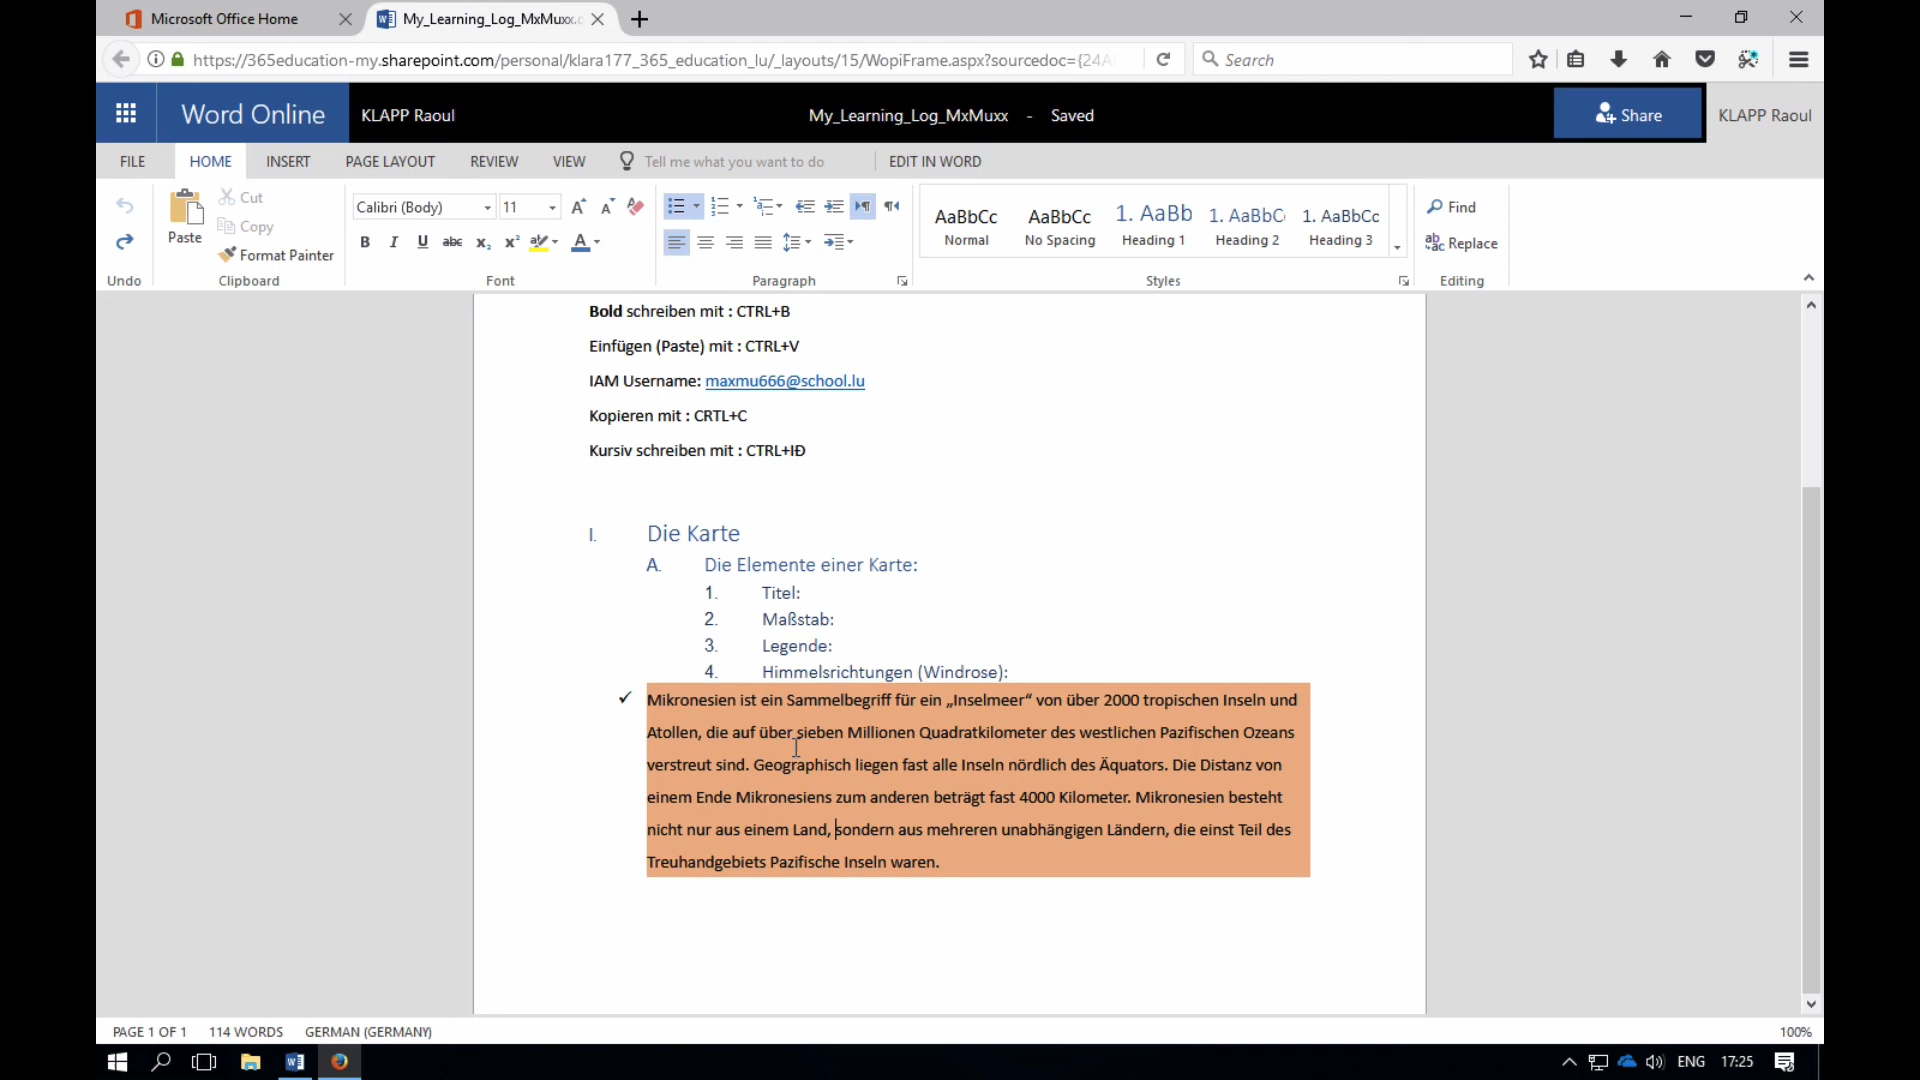 Microsoft Office Home
My_Learning_Log_MxMuxx.
https://365education-my.sharepoint.com/personal/klara177_365_education_lu/_layouts/15/WopiFrame.aspx?sourcedoc={24A
Search
Word Online
KLAPP Raoul
My_Learning_Log_MxMuxx - Saved
Share
KLAPP Raoul
FILE HOME INSERT PAGE LAYOUT REVIEW VIEW Tell me what you want to do EDIT IN WORD
Paste
Cut
Copy
Format Painter
Calibri (Body) 11
B I U abc x₂ x² A
AaBbCc AaBbCc 1. AaBb 1. AaBbC 1. AaBbCc
Normal No Spacing Heading 1 Heading 2 Heading 3
Find
Replace
Undo Clipboard Font Paragraph Styles Editing
Bold schreiben mit : CTRL+B
Einfügen (Paste) mit : CTRL+V
IAM Username: maxmu666@school.lu
Kopieren mit : CRTL+C
Kursiv schreiben mit : CTRL+IĐ
I. Die Karte
A. Die Elemente einer Karte:
1. Titel:
2. Maßstab:
3. Legende:
4. Himmelsrichtungen (Windrose):
✓ Mikronesien ist ein Sammelbegriff für ein „Inselmeer“ von über 2000 tropischen Inseln und
Atollen, die auf über sieben Millionen Quadratkilometer des westlichen Pazifischen Ozeans
verstreut sind. Geographisch liegen fast alle Inseln nördlich des Äquators. Die Distanz von
einem Ende Mikronesiens zum anderen beträgt fast 4000 Kilometer. Mikronesien besteht
nicht nur aus einem Land, sondern aus mehreren unabhängigen Ländern, die einst Teil des
Treuhandgebiets Pazifische Inseln waren.
PAGE 1 OF 1 114 WORDS GERMAN (GERMANY) 100%
ENG 17:25